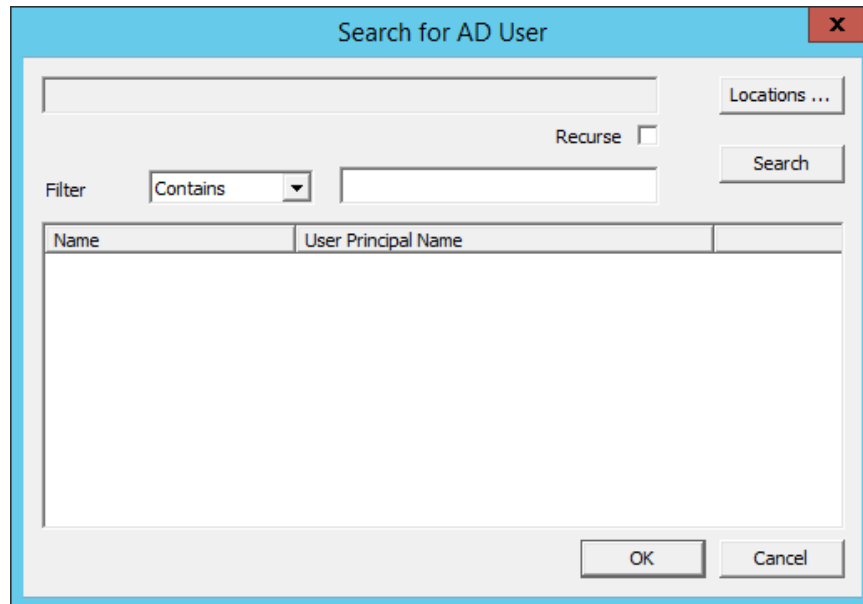 Search for AD User
x
Locations ...
Recurse
Search
Filter Contains
Name User Principal Name
OK Cancel